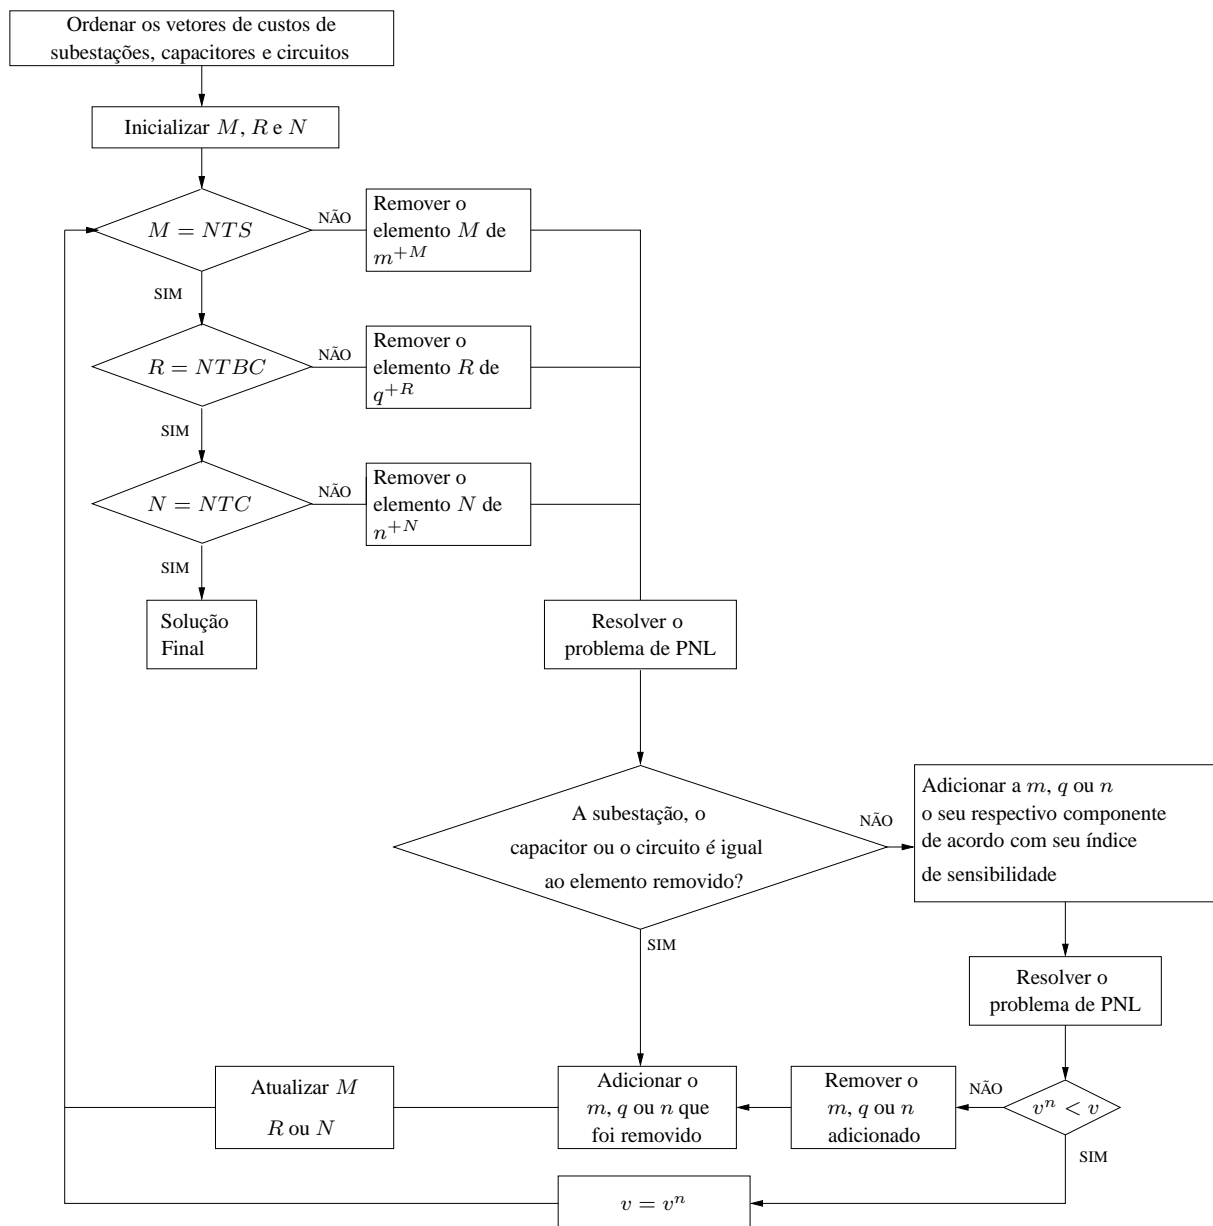 Ordenar os vetores de custos de
subestações, capacitores e circuitos
Inicializar M, R e N
M = NTS
NÃO
Remover o
elemento M de
m^{+M}
SIM
R = NTBC
NÃO
Remover o
elemento R de
q^{+R}
SIM
N = NTC
NÃO
Remover o
elemento N de
n^{+N}
SIM
Solução
Final
Resolver o
problema de PNL
A subestação, o
capacitor ou o circuito é igual
ao elemento removido?
NÃO
Adicionar a m, q ou n
o seu respectivo componente
de acordo com seu índice
de sensibilidade
SIM
Resolver o
problema de PNL
v^n < v
NÃO
Remover o
m, q ou n
adicionado
Adicionar o
m, q ou n que
foi removido
Atualizar M
R ou N
SIM
v = v^n